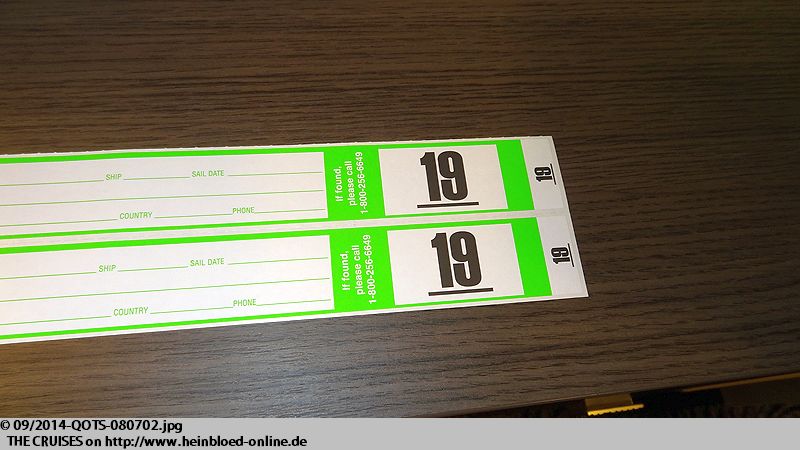 SHIP SAIL DATE
COUNTRY PHONE
If found,
please call
1-800-256-6649
19
19
SHIP SAIL DATE
COUNTRY PHONE
If found,
please call
1-800-256-6649
19
19
© 09/2014-QOTS-080702.jpg
THE CRUISES on http://www.heinbloed-online.de